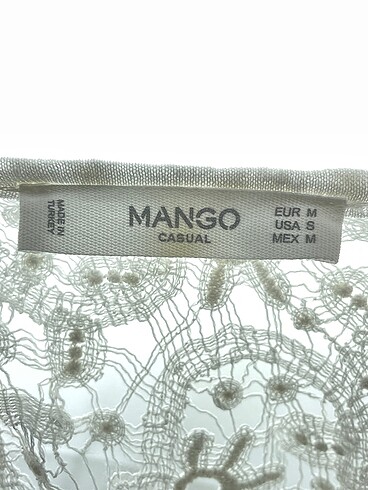 MADE IN
TURKEY
MANGO
CASUAL
EUR M
USA S
MEX M